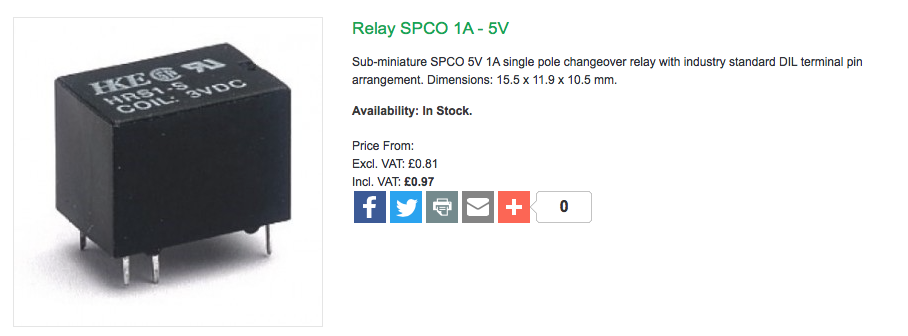 HKE
HRS1-S
COIL: 3VDC
Relay SPCO 1A - 5V
Sub-miniature SPCO 5V 1A single pole changeover relay with industry standard DIL terminal pin
arrangement. Dimensions: 15.5 x 11.9 x 10.5 mm.
Availability: In Stock.
Price From:
Excl. VAT: £0.81
Incl. VAT: £0.97
0